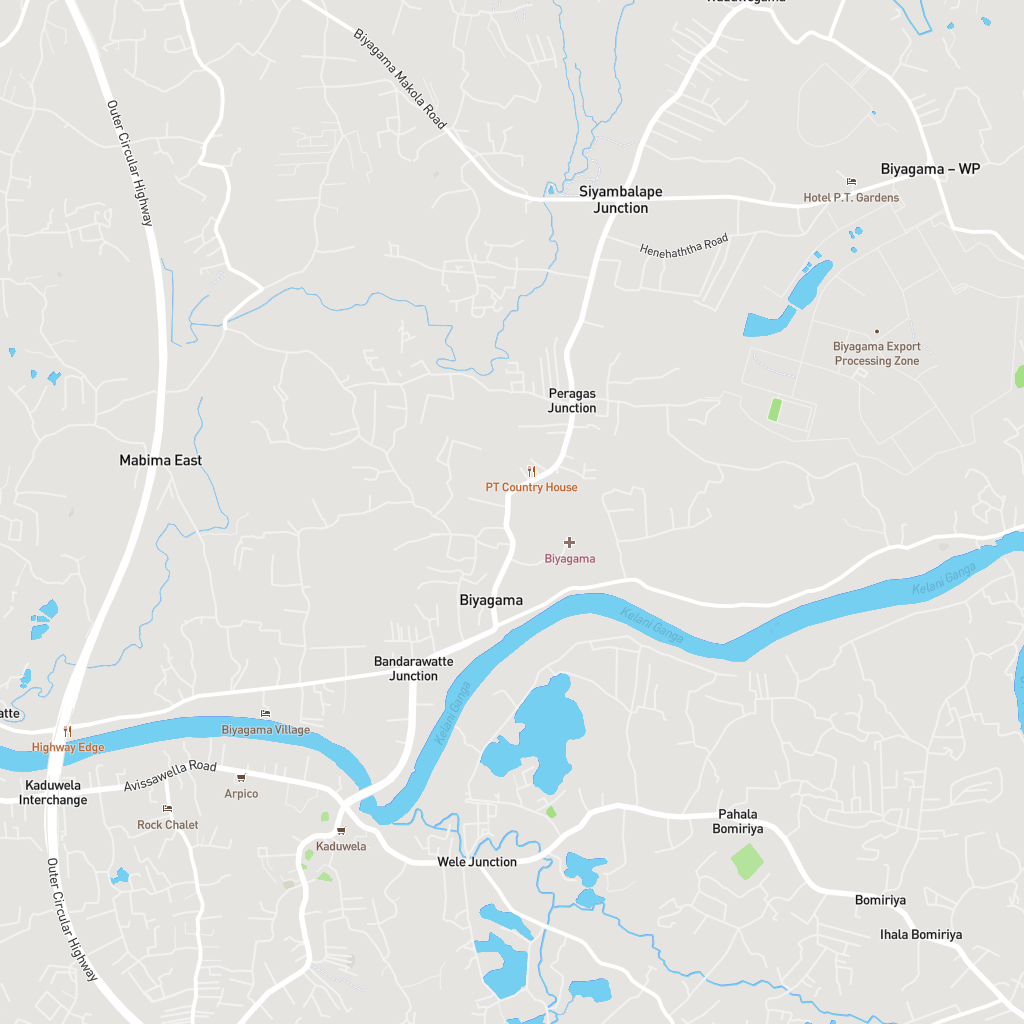 Biyagama Makola Road
Outer Circular Highway
Biyagama – WP
Siyambalape
Junction
Hotel P.T. Gardens
Henehaththa Road
Biyagama Export
Processing Zone
Peragas
Junction
Mabima East
PT Country House
Biyagama
Kelani Ganga
Biyagama
Kelani Ganga
Bandarawatte
Junction
Kelani Ganga
Biyagama Village
Highway Edge
Avissawella Road
Kaduwela
Interchange
Arpico
Rock Chalet
Kaduwela
Pahala
Bomiriya
Wele Junction
Outer Circular Highway
Bomiriya
Ihala Bomiriya